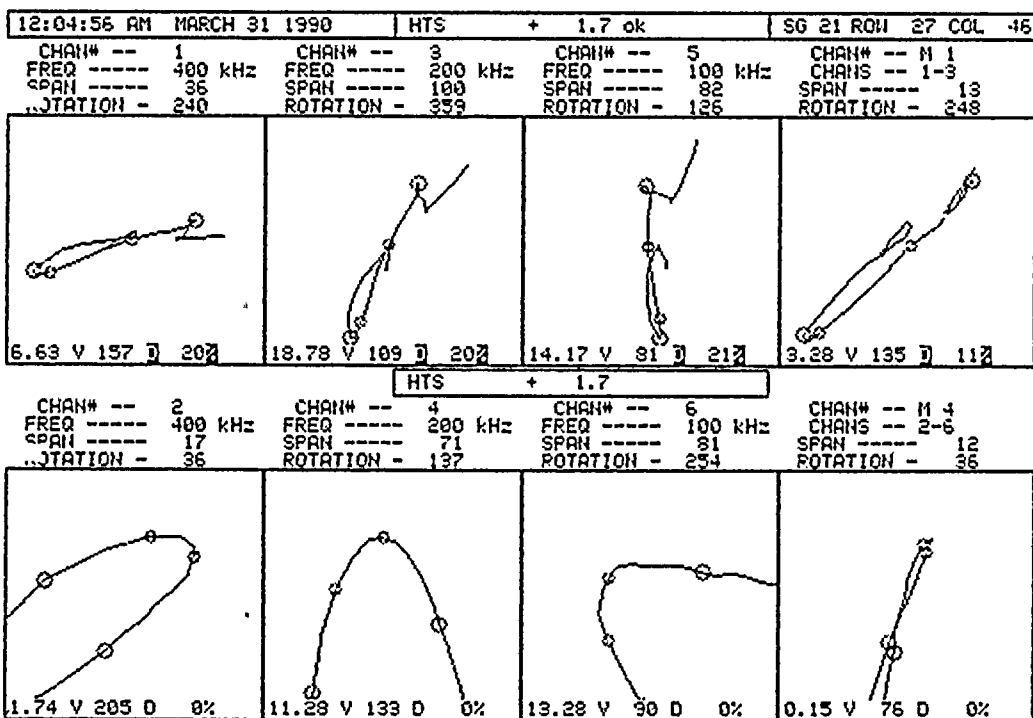 12:04:56 AM MARCH 31 1990 HTS + 1.7 ok SG 21 ROW 27 COL 46
CHAN# -- 1 CHAN# -- 3 CHAN# -- 5 CHAN# -- M 1
FREQ ----- 400 kHz FREQ ----- 200 kHz FREQ ----- 100 kHz CHANS -- 1-3
SPAN ----- 36 SPAN ----- 100 SPAN ----- 82 SPAN ----- 13
..OTATION - 240 ROTATION - 359 ROTATION - 126 ROTATION - 248
6.63 V 157 D 20% 18.78 V 109 D 20% 14.17 V 81 D 21% 3.28 V 135 D 11%
HTS + 1.7
CHAN# -- 2 CHAN# -- 4 CHAN# -- 6 CHAN# -- M 4
FREQ ----- 400 kHz FREQ ----- 200 kHz FREQ ----- 100 kHz CHANS -- 2-6
SPAN ----- 17 SPAN ----- 71 SPAN ----- 81 SPAN ----- 12
..OTATION - 36 ROTATION - 137 ROTATION - 254 ROTATION - 36
1.74 V 205 D 0% 11.28 V 133 D 0% 13.28 V 90 D 0% 0.15 V 76 D 0%